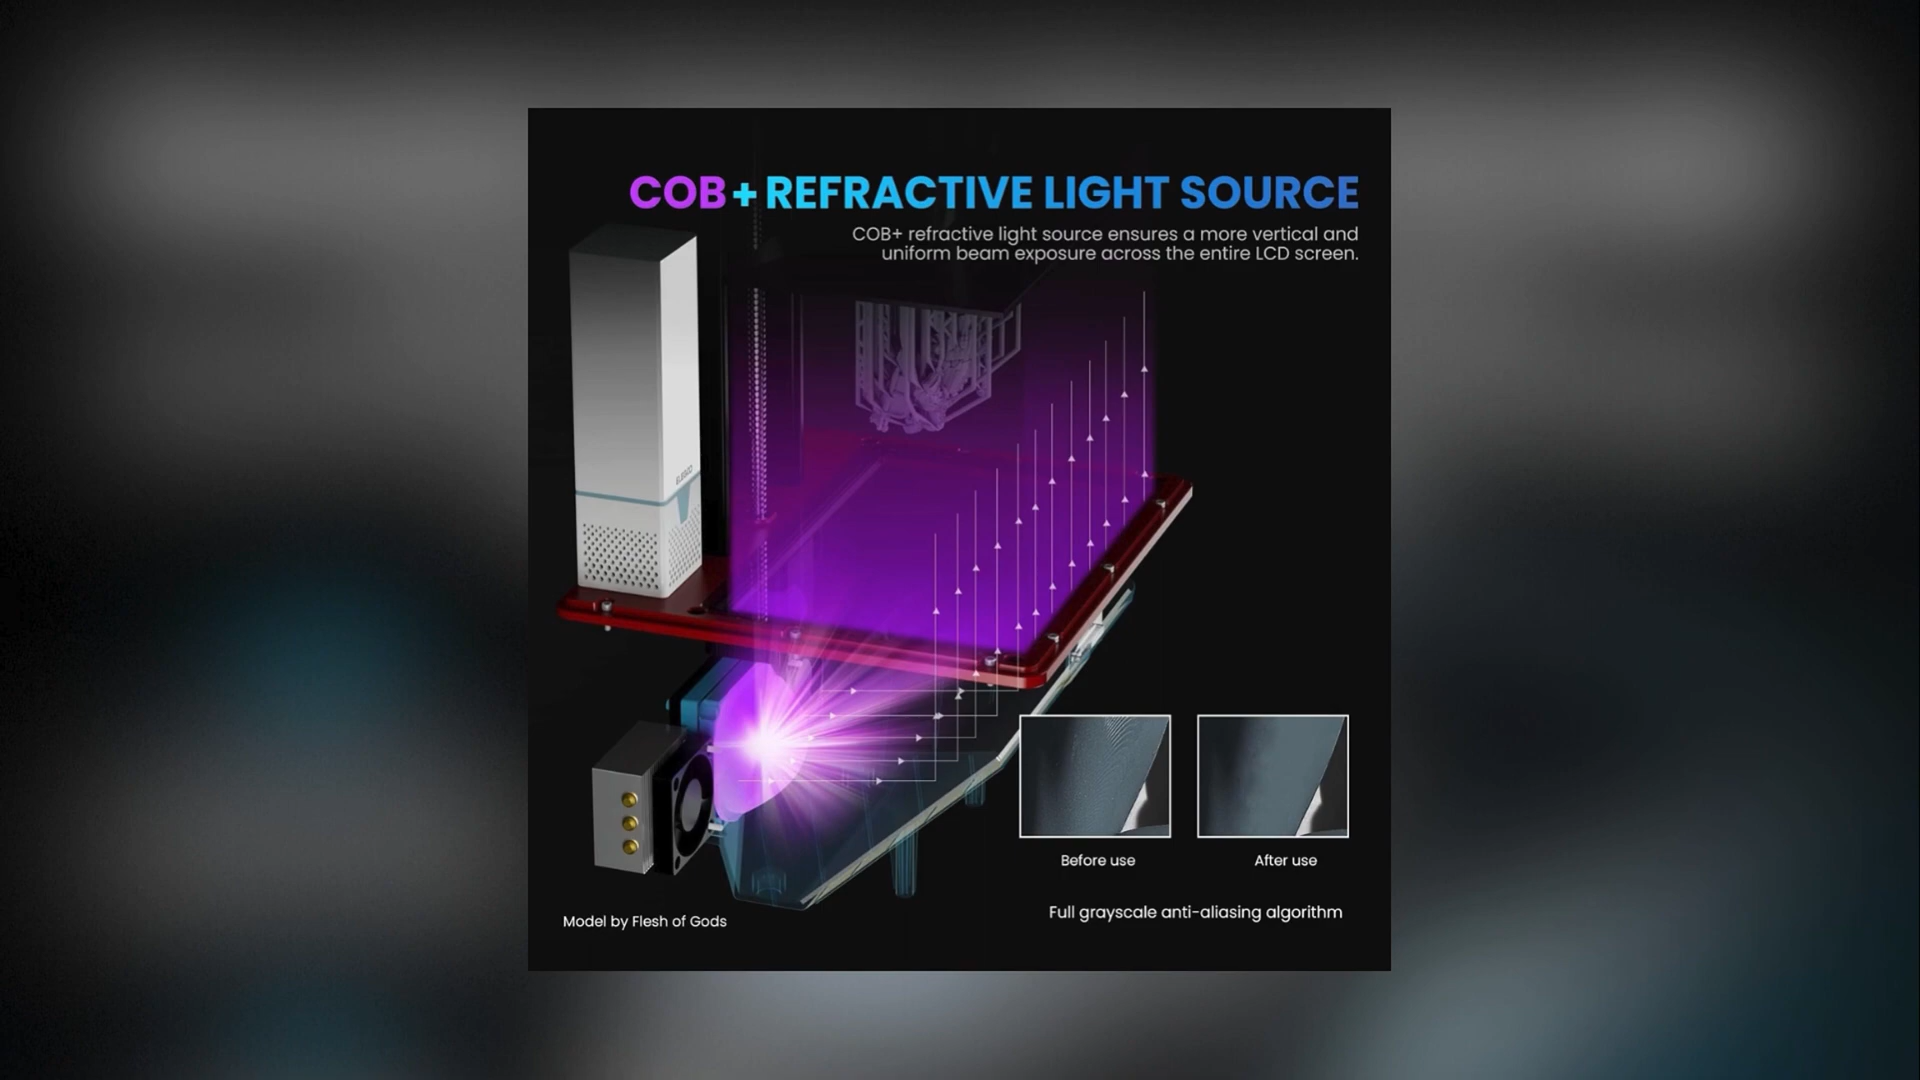 COB+REFRACTIVE LIGHT SOURCE
COB+ refractive light source ensures a more vertical and
uniform beam exposure across the entire LCD screen.
ELEGOO
Before use
After use
Full grayscale anti-aliasing algorithm
Model by Flesh of Gods